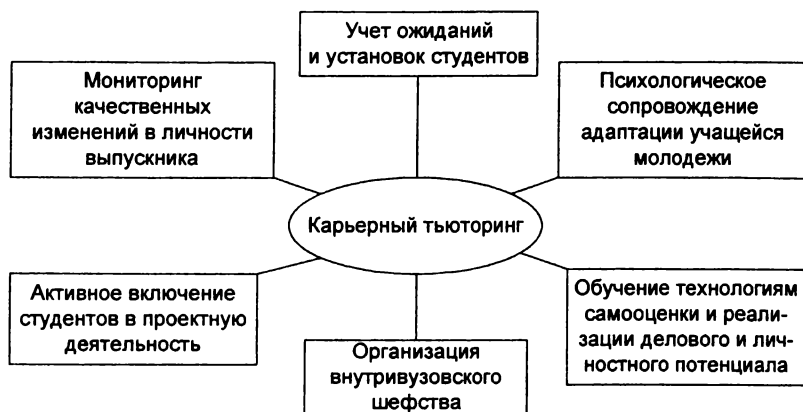 Учет ожиданий
и установок студентов
Мониторинг
качественных
изменений в личности
выпускника
Психологическое
сопровождение
адаптации учащейся
молодежи
Карьерный тьюторинг
Активное включение
студентов в проектную
деятельность
Организация
внутривузовского
шефства
Обучение технологиям
самооценки и реали-
зации делового и лич-
ностного потенциала